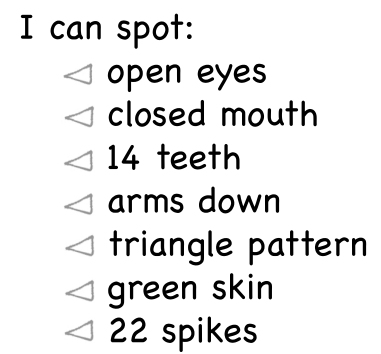 I can spot:
open eyes
closed mouth
14 teeth
arms down
triangle pattern
green skin
22 spikes